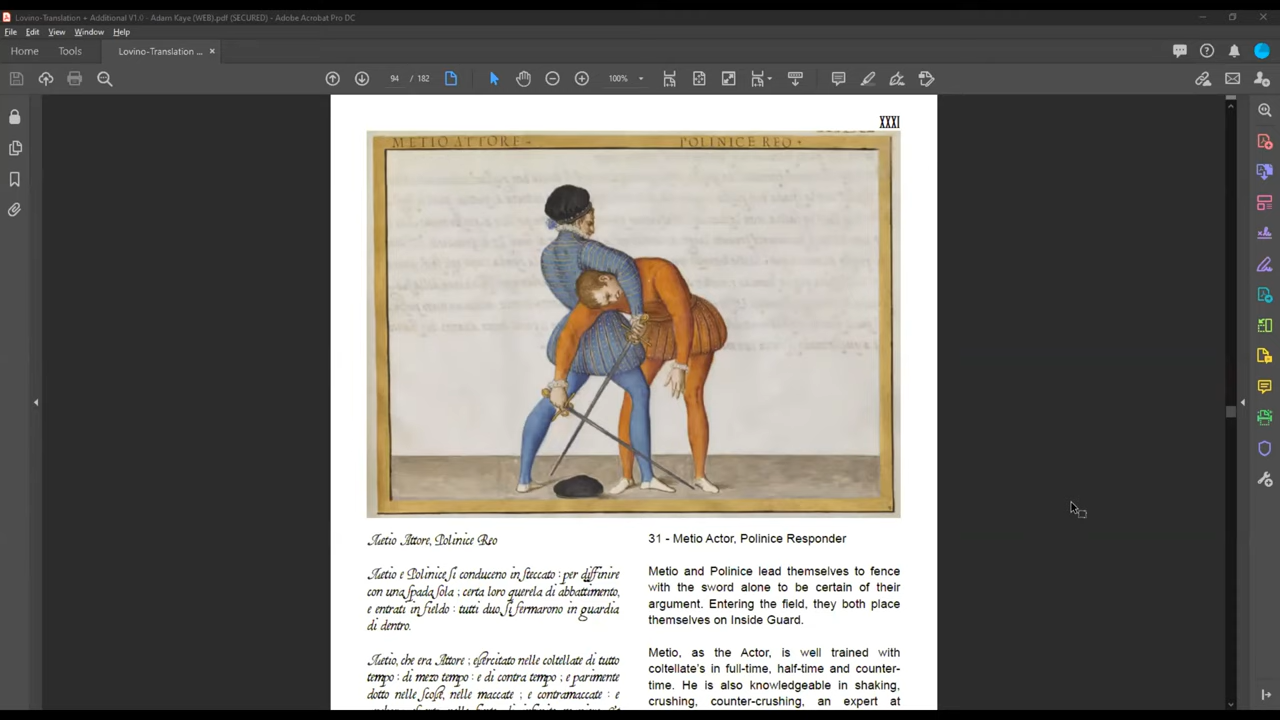 Lovino-Translation + Additional V1.0 - Adam Kaye (WEB).pdf (SECURED) - Adobe Acrobat Pro DC
File Edit View Window Help
Home Tools Lovino-Translation ... ×
94 / 182 100%
XXXI
METIO ATTORE POLINICE REO
Metio Attore, Polinice Reo
Metio e Polinice si conduceno in steccato : per diffinire
con una spada sola ; certa loro querela di abbattimento,
e entrati in fieldo : tutti duo si fermarono in guardia
di dentro.
Metio, che era Attore ; eßercitato nelle coltellate di tutto
tempo : di mezo tempo : e di contra tempo ; e parimente
dotto nelle scoße, nelle maccate ; e contramaccate : e
31 - Metio Actor, Polinice Responder
Metio and Polinice lead themselves to fence
with the sword alone to be certain of their
argument. Entering the field, they both place
themselves on Inside Guard.
Metio, as the Actor, is well trained with
coltellate's in full-time, half-time and counter-
time. He is also knowledgeable in shaking,
crushing, counter-crushing, an expert at